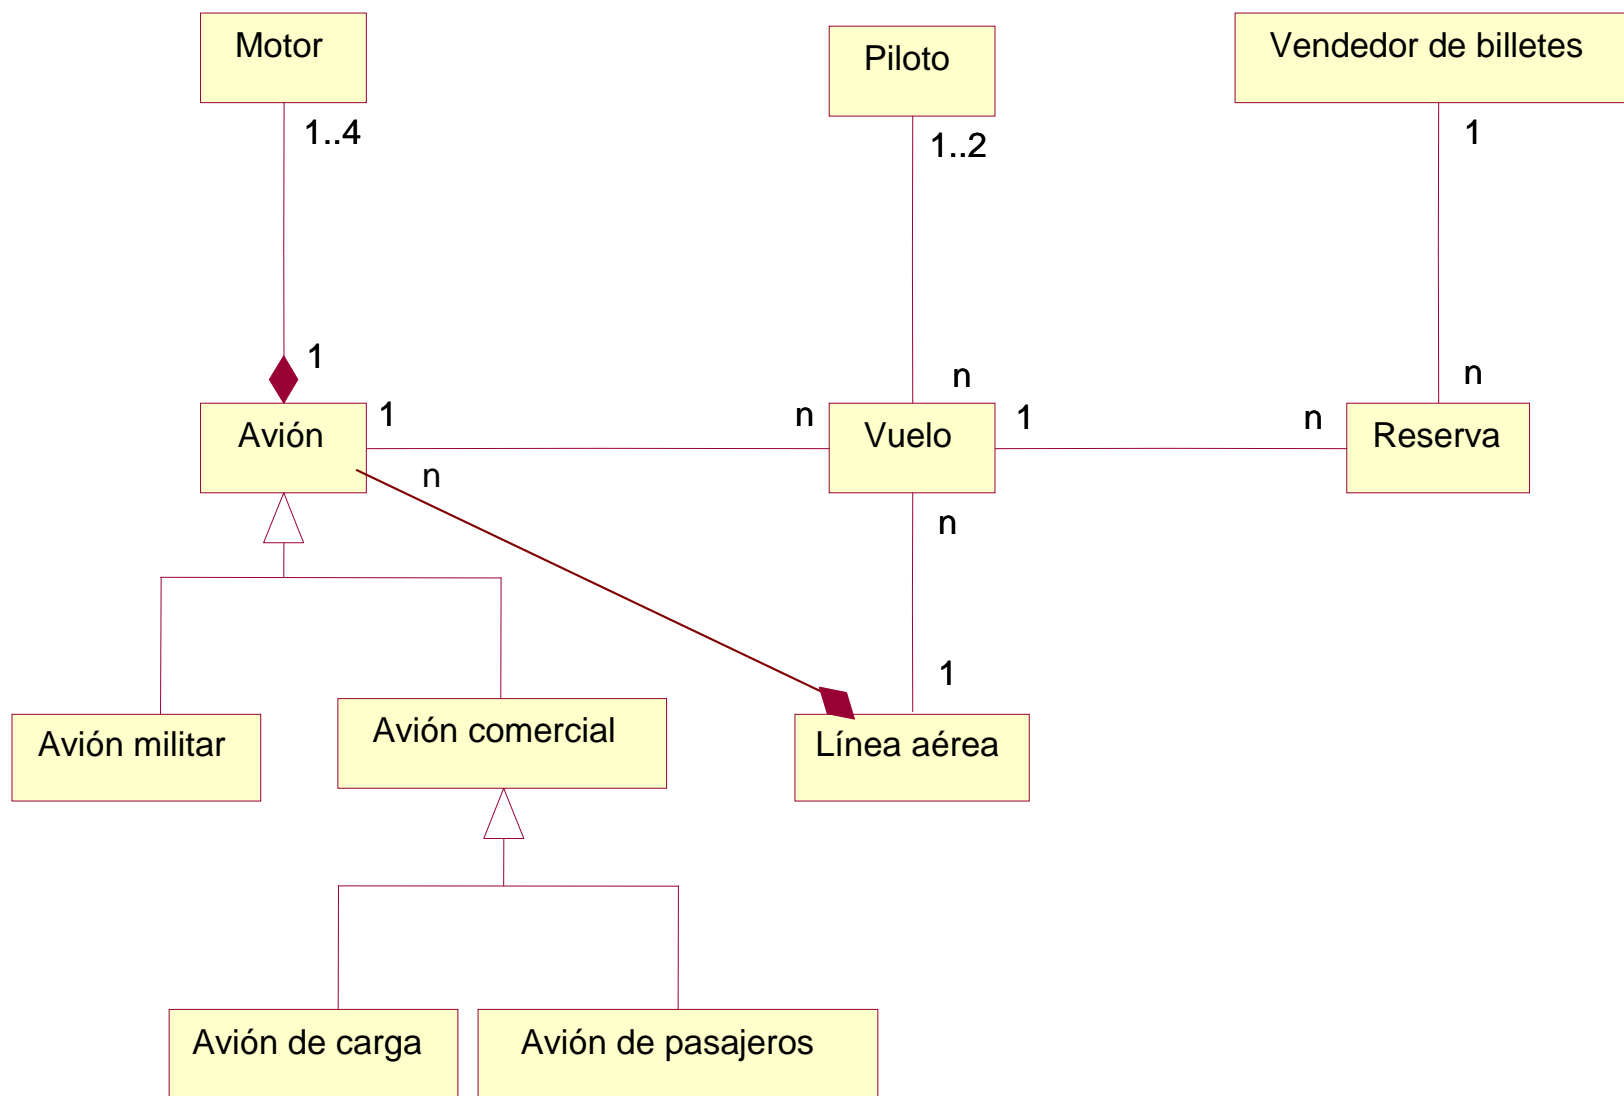 Motor
Piloto
Vendedor de billetes
1..4
1..2
1
1
n
n
1
n
1
n
Avión
Vuelo
Reserva
n
n
1
Avión militar
Avión comercial
Línea aérea
Avión de carga
Avión de pasajeros